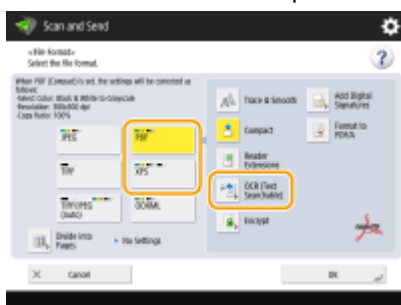 Scan and Send
<File Format>
Select the file format.
When PDF (Compact) is set, the settings will be corrected as
follows:
-Select Color: Black & White to Grayscale
-Resolution: 300x300 dpi
-Copy Ratio: 100%
JPEG
PDF
TIFF
XPS
TIFF/JPEG
(Auto)
OOXML
Divide into
Pages
No Settings
Trace & Smooth
Compact
Reader
Extensions
OCR (Text
Searchable)
Encrypt
Add Digital
Signatures
Format to
PDF/A
Cancel
OK